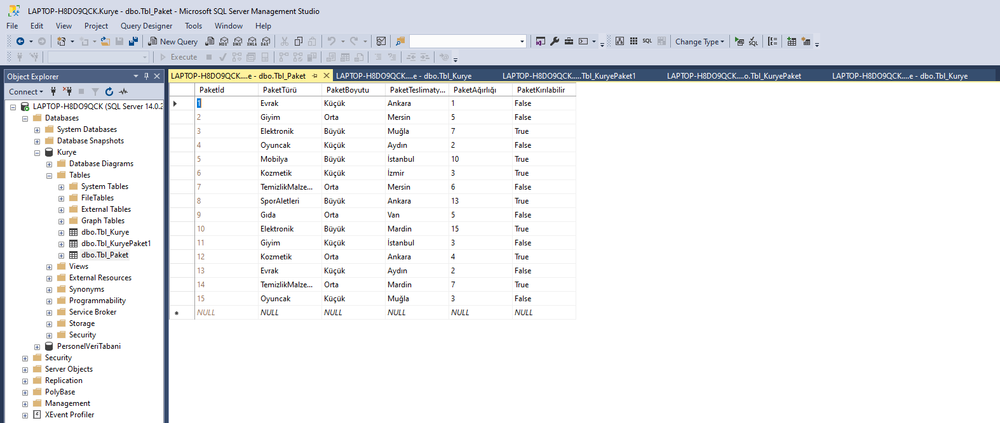 LAPTOP-H8DO9QCK.Kurye - dbo.Tbl_Paket - Microsoft SQL Server Management Studio
File Edit View Project Query Designer Tools Window Help
New Query MDX DMX XMLA DAX SQL Change Type
Execute
Object Explorer
Connect
LAPTOP-H8DO9QCK (SQL Server 14.0.2
Databases
System Databases
Database Snapshots
Kurye
Database Diagrams
Tables
System Tables
FileTables
External Tables
Graph Tables
dbo.Tbl_Kurye
dbo.Tbl_KuryePaket1
dbo.Tbl_Paket
Views
External Resources
Synonyms
Programmability
Service Broker
Storage
Security
PersonelVeriTabani
Security
Server Objects
Replication
PolyBase
Management
XEvent Profiler
LAPTOP-H8DO9QCK....e - dbo.Tbl_Paket LAPTOP-H8DO9QCK....e - dbo.Tbl_Kurye LAPTOP-H8DO9QCK.....Tbl_KuryePaket1 LAPTOP-H8DO9QCK....o.Tbl_KuryePaket LAPTOP-H8DO9QCK....e - dbo.Tbl_Kurye
Paketİd PaketTürü PaketBoyutu PaketTeslimaty... PaketAğırlığı PaketKırılabilir
1 Evrak Küçük Ankara 1 False
2 Giyim Orta Mersin 5 False
3 Elektronik Büyük Muğla 7 True
4 Oyuncak Küçük Aydın 2 False
5 Mobilya Büyük İstanbul 10 True
6 Kozmetik Küçük İzmir 3 True
7 TemizlikMalze... Orta Mersin 6 False
8 SporAletleri Büyük Ankara 13 True
9 Gıda Orta Van 5 False
10 Elektronik Büyük Mardin 15 True
11 Giyim Küçük İstanbul 3 False
12 Kozmetik Orta Ankara 4 True
13 Evrak Küçük Aydın 2 False
14 TemizlikMalze... Orta Mardin 7 True
15 Oyuncak Küçük Muğla 3 False
NULL NULL NULL NULL NULL NULL